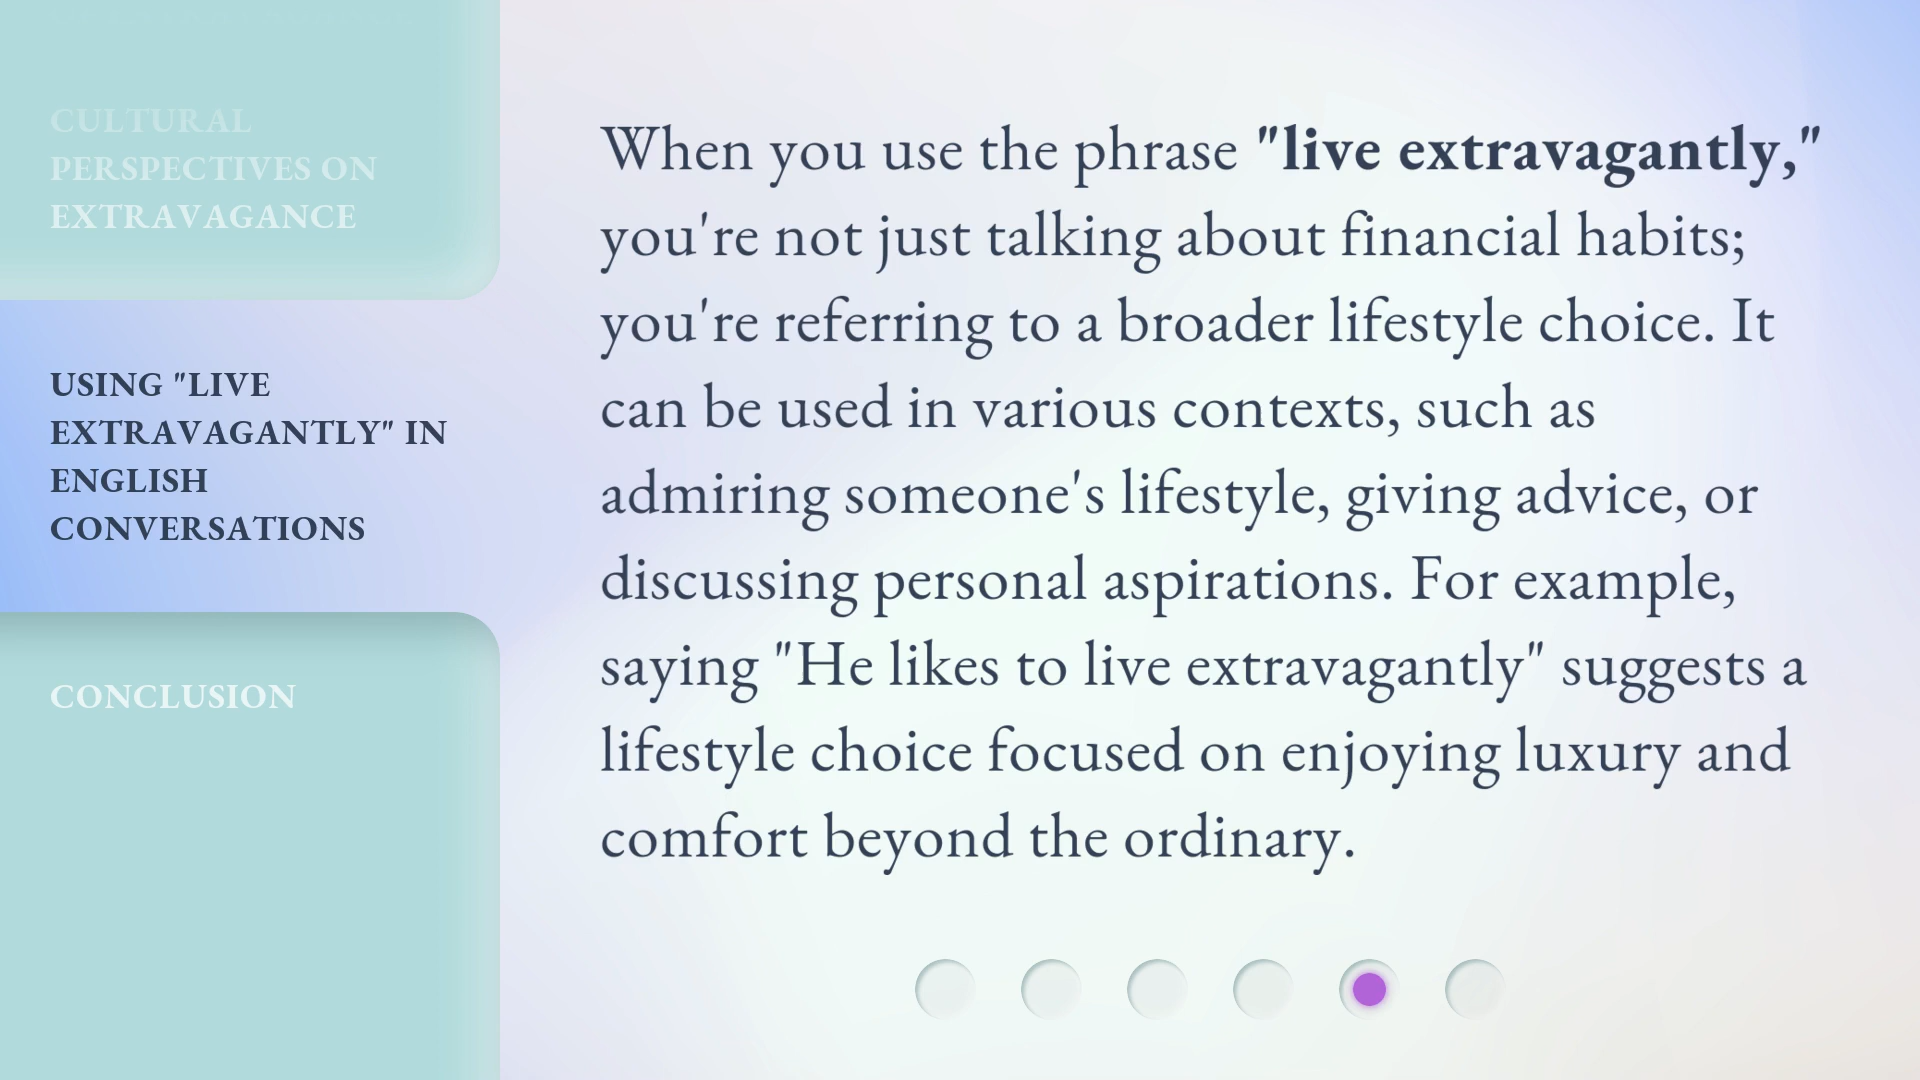 CULTURAL
PERSPECTIVES ON
EXTRAVAGANCE
USING "LIVE
EXTRAVAGANTLY" IN
ENGLISH
CONVERSATIONS
CONCLUSION
When you use the phrase "live extravagantly,"
you're not just talking about financial habits;
you're referring to a broader lifestyle choice. It
can be used in various contexts, such as
admiring someone's lifestyle, giving advice, or
discussing personal aspirations. For example,
saying "He likes to live extravagantly" suggests a
lifestyle choice focused on enjoying luxury and
comfort beyond the ordinary.